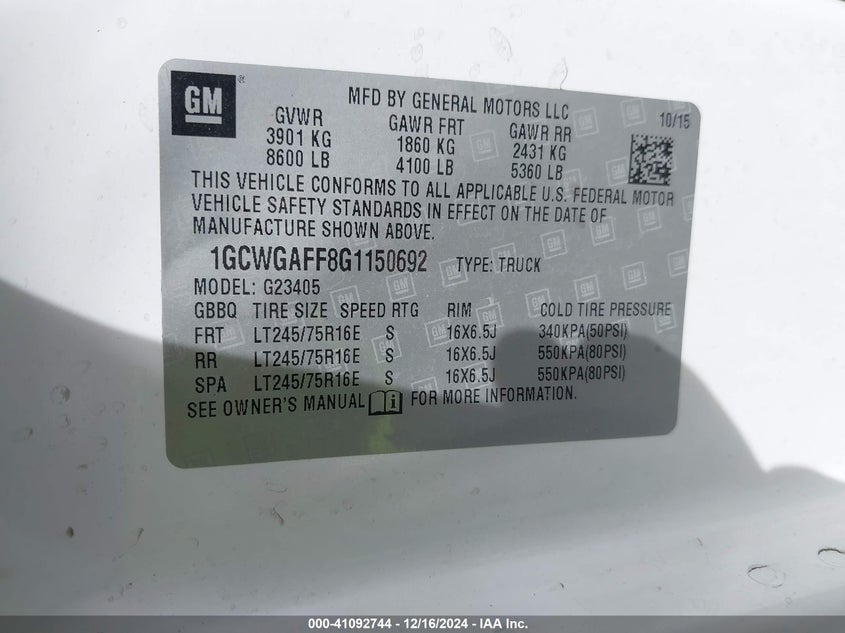 GM
®
MFD BY GENERAL MOTORS LLC
10/15
GVWR GAWR FRT GAWR RR
3901 KG 1860 KG 2431 KG
8600 LB 4100 LB 5360 LB
THIS VEHICLE CONFORMS TO ALL APPLICABLE U.S. FEDERAL MOTOR
VEHICLE SAFETY STANDARDS IN EFFECT ON THE DATE OF
MANUFACTURE SHOWN ABOVE.
1GCWGAFF8G1150692 TYPE: TRUCK
MODEL: G23405
GBBQ TIRE SIZE SPEED RTG RIM COLD TIRE PRESSURE
FRT LT245/75R16E S 16X6.5J 340KPA(50PSI)
RR LT245/75R16E S 16X6.5J 550KPA(80PSI)
SPA LT245/75R16E S 16X6.5J 550KPA(80PSI)
SEE OWNER'S MANUAL i FOR MORE INFORMATION.
000-41092744 - 12/16/2024 - IAA Inc.